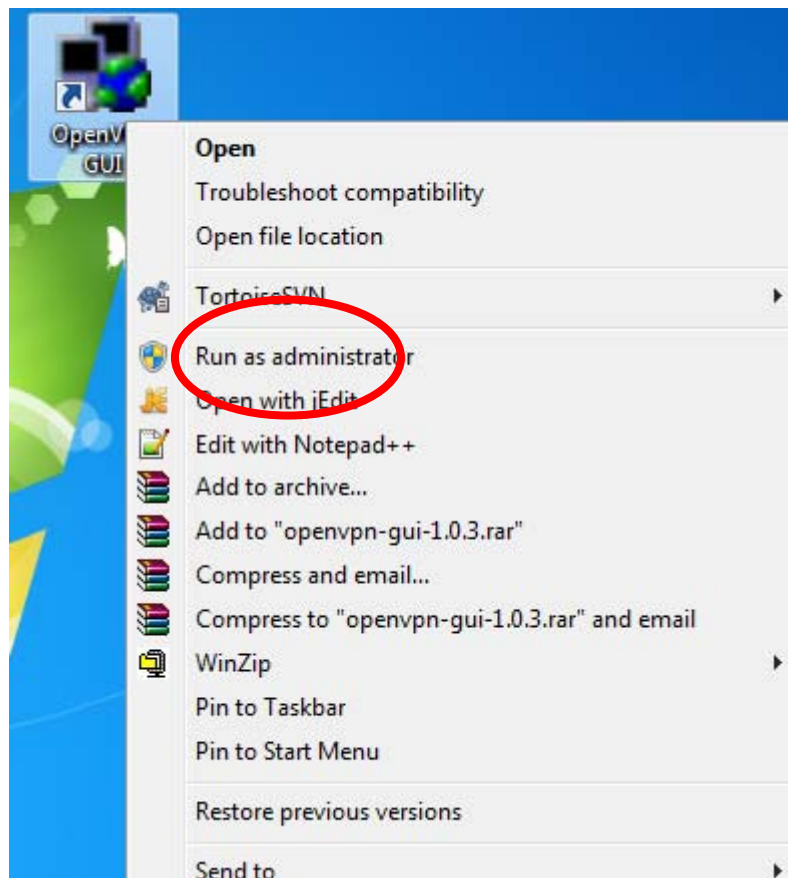 GUI
Open
Troubleshoot compatibility
Open file location
TortoiseSVN
Run as administrator
Open with jEdit
Edit with Notepad++
Add to archive...
Add to "openvpn-gui-1.0.3.rar"
Compress and email...
Compress to "openvpn-gui-1.0.3.rar" and email
WinZip
Pin to Taskbar
Pin to Start Menu
Restore previous versions
Send to